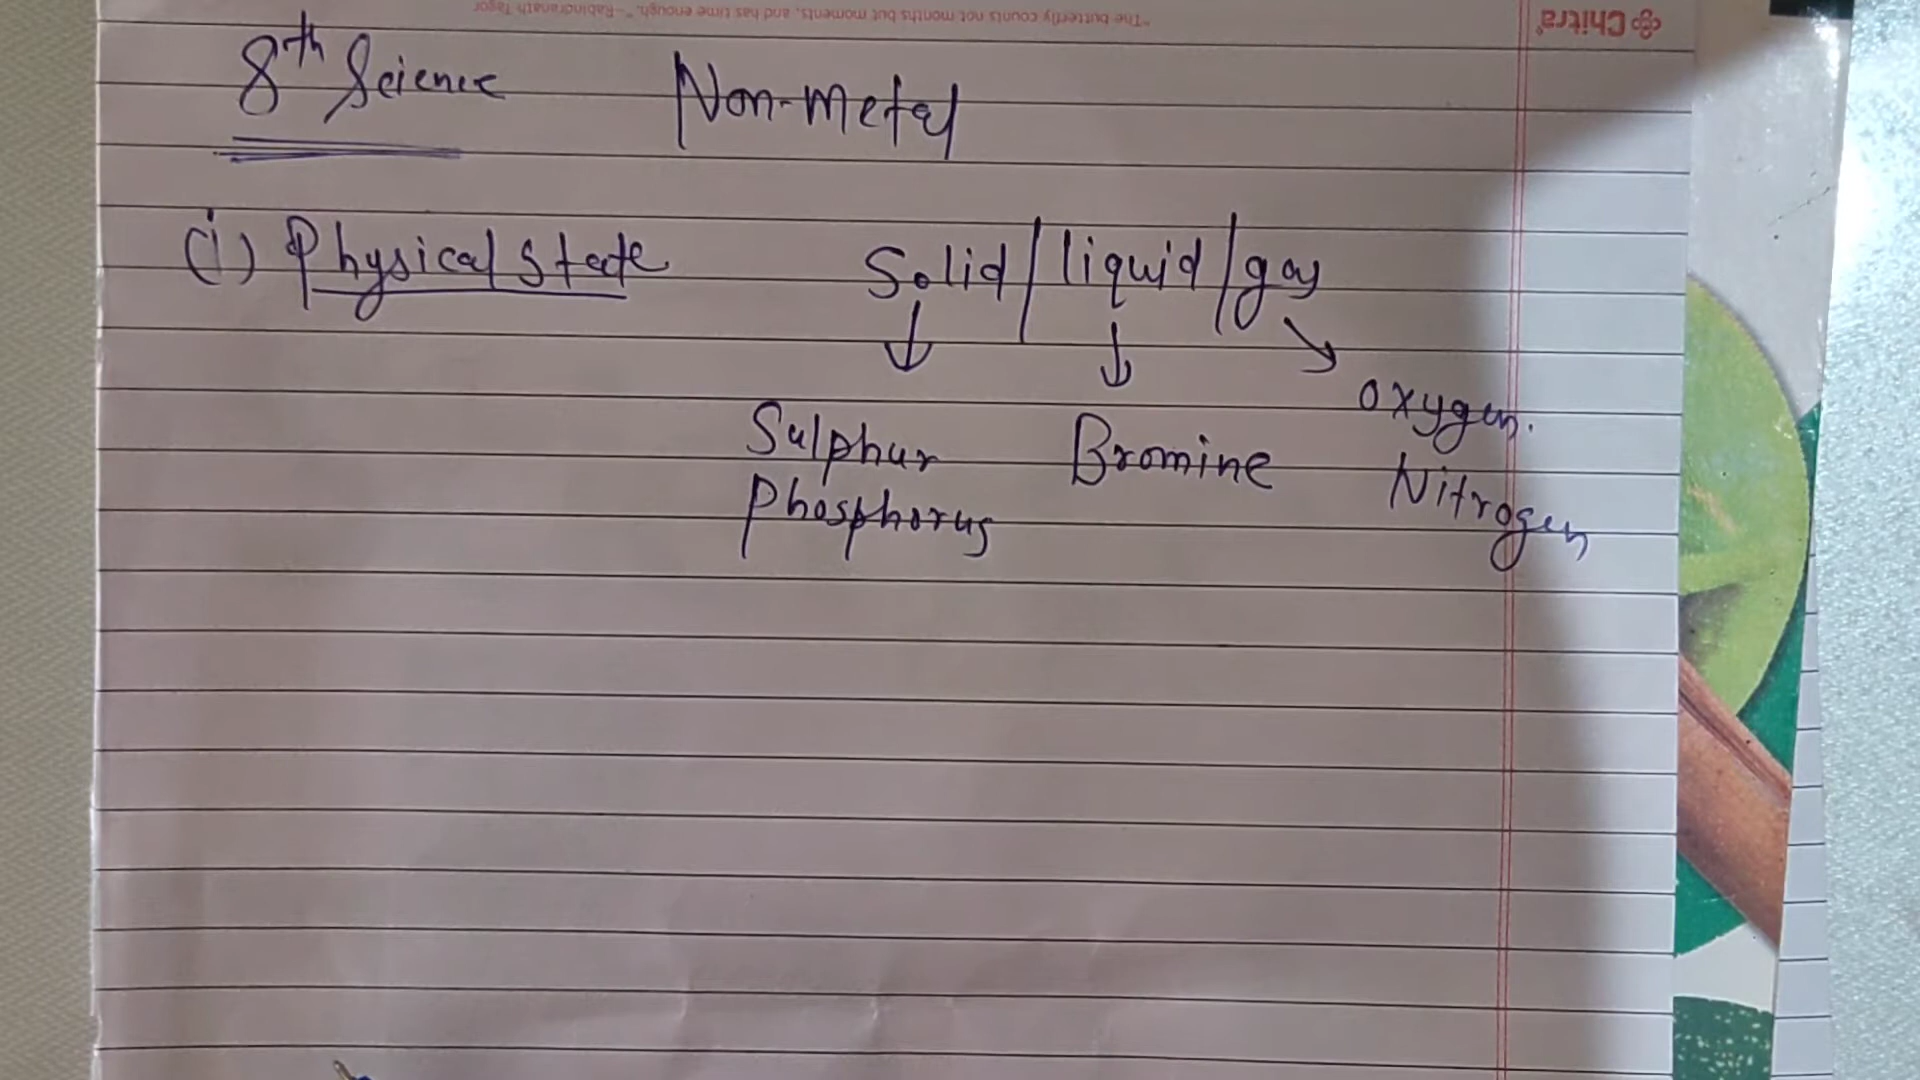 "The butterfly counts not months but moments, and has time enough."–Rabindranath Tagor
Chitra
8th Science Non-metal
(i) Physical state Solid/liquid/gas
Sulphur Bromine oxygen.
Phosphorus Nitrogen